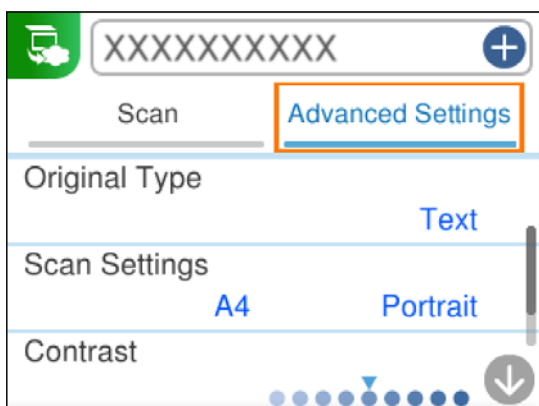 XXXXXXXXXX
Scan Advanced Settings
Original Type
Text
Scan Settings
A4 Portrait
Contrast